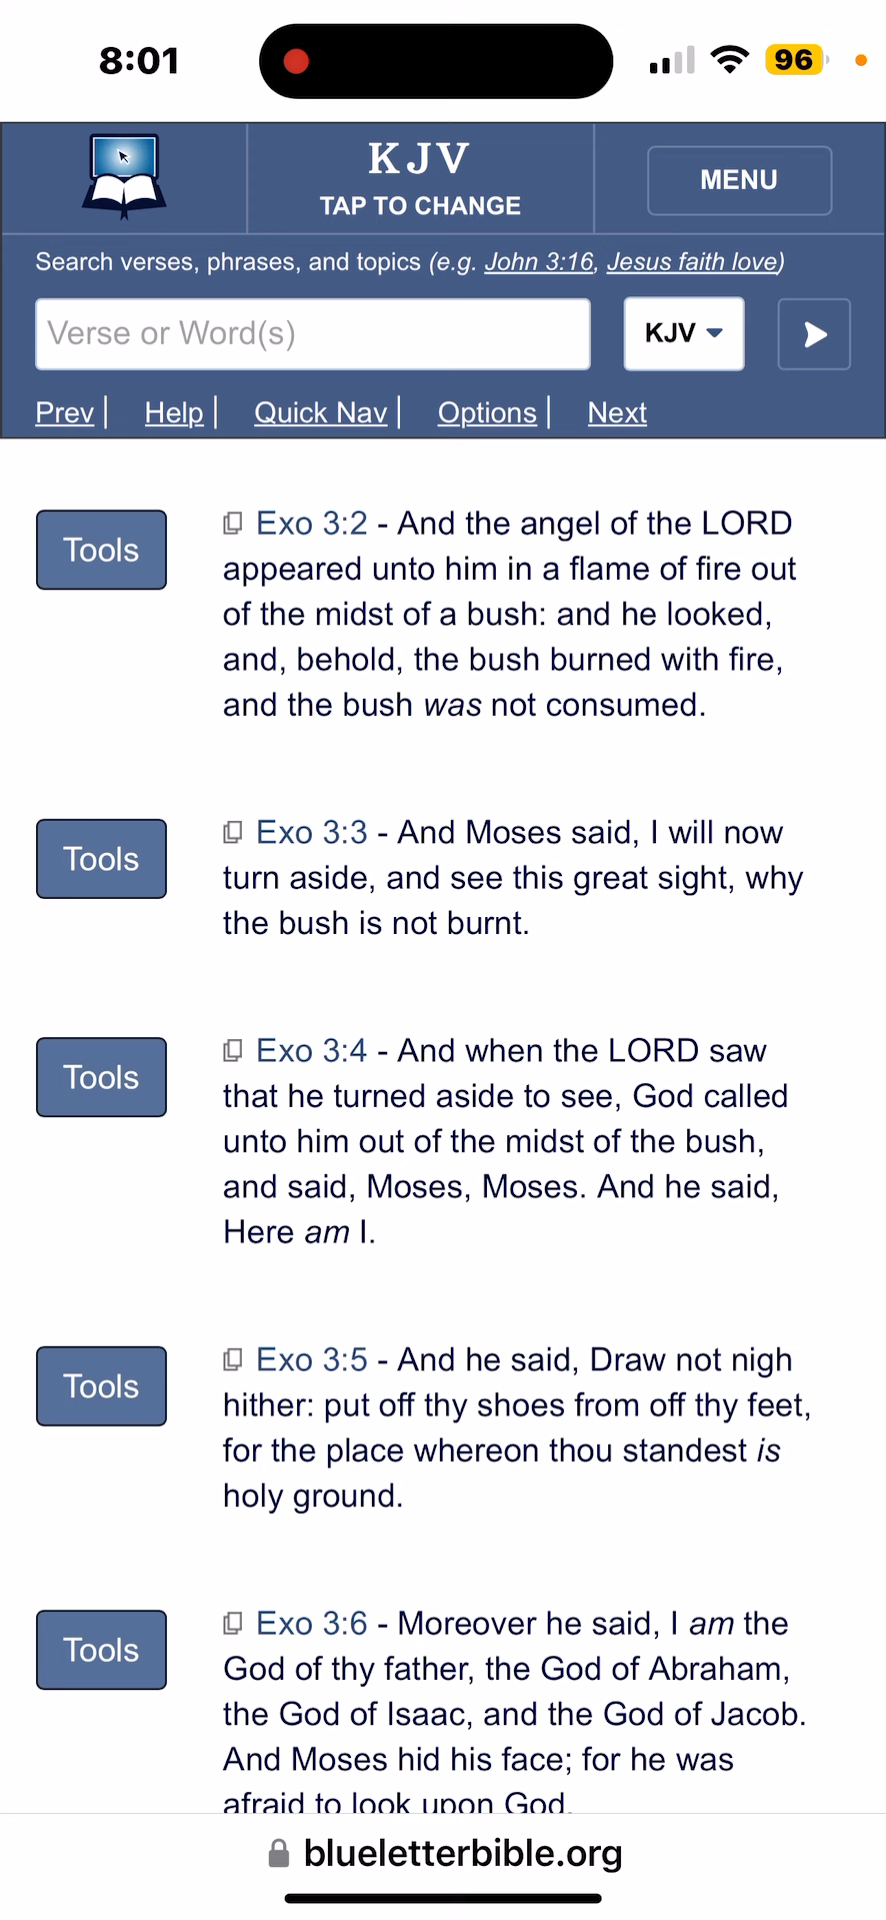 8:01
96
KJV
TAP TO CHANGE
MENU
Search verses, phrases, and topics (e.g. John 3:16, Jesus faith love)
Verse or Word(s)
KJV
Prev | Help | Quick Nav | Options | Next
Tools
Exo 3:2 - And the angel of the LORD
appeared unto him in a flame of fire out
of the midst of a bush: and he looked,
and, behold, the bush burned with fire,
and the bush was not consumed.
Tools
Exo 3:3 - And Moses said, I will now
turn aside, and see this great sight, why
the bush is not burnt.
Tools
Exo 3:4 - And when the LORD saw
that he turned aside to see, God called
unto him out of the midst of the bush,
and said, Moses, Moses. And he said,
Here am I.
Tools
Exo 3:5 - And he said, Draw not nigh
hither: put off thy shoes from off thy feet,
for the place whereon thou standest is
holy ground.
Tools
Exo 3:6 - Moreover he said, I am the
God of thy father, the God of Abraham,
the God of Isaac, and the God of Jacob.
And Moses hid his face; for he was
afraid to look upon God.
blueletterbible.org